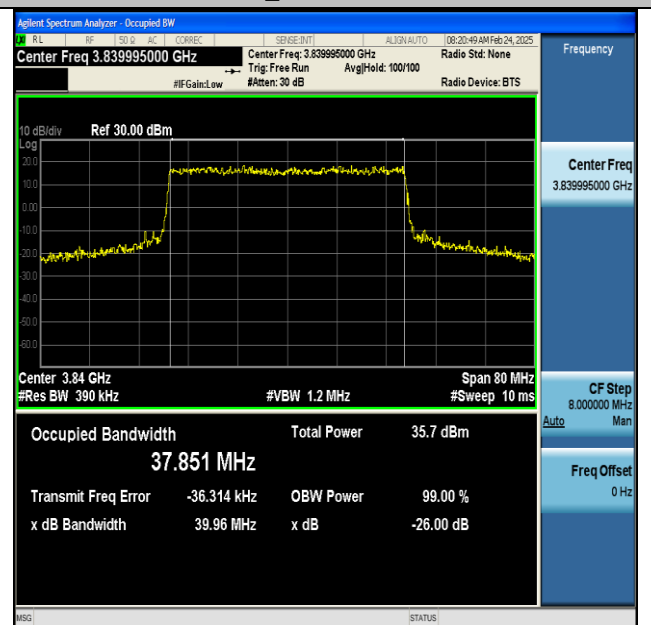 Agilent Spectrum Analyzer - Occupied BW
RL RF 50 Ω AC CORREC SENSE:INT ALIGN AUTO 08:20:49 AM Feb 24, 2025
Center Freq 3.839995000 GHz
Center Freq: 3.839995000 GHz
Radio Std: None
Trig: Free Run Avg|Hold: 100/100
#IFGain:Low
#Atten: 30 dB
Radio Device: BTS
10 dB/div Ref 30.00 dBm
Log
20.0
10.0
0.00
-10.0
-20.0
-30.0
-40.0
-50.0
-60.0
Center 3.84 GHz Span 80 MHz
#Res BW 390 kHz #VBW 1.2 MHz #Sweep 10 ms
Occupied Bandwidth Total Power 35.7 dBm
37.851 MHz
Transmit Freq Error -36.314 kHz OBW Power 99.00 %
x dB Bandwidth 39.96 MHz x dB -26.00 dB
Frequency
Center Freq
3.839995000 GHz
CF Step
8.000000 MHz
Auto Man
Freq Offset
0 Hz
MSG STATUS